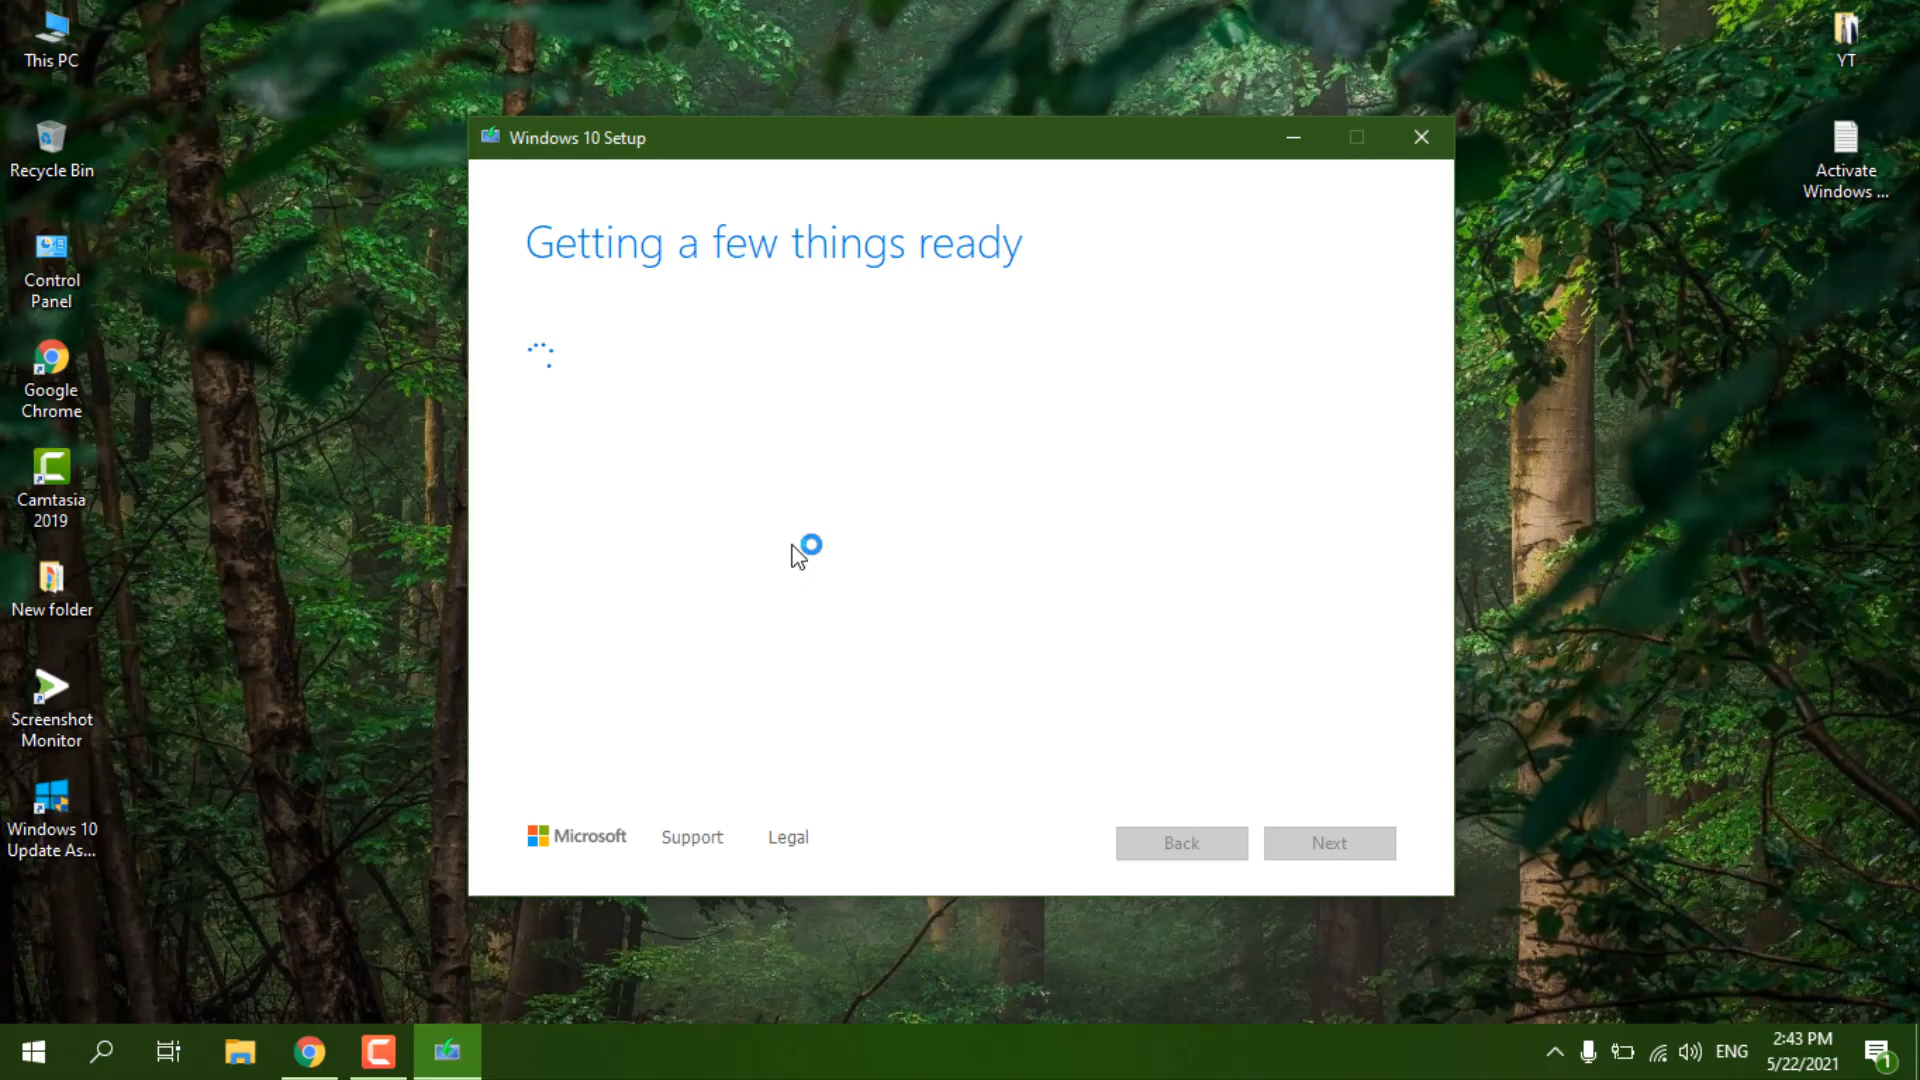 This PC
Recycle Bin
Control
Panel
Google
Chrome
Camtasia
2019
New folder
Screenshot
Monitor
Windows 10
Update As...
YT
Activate
Windows ...
Windows 10 Setup
Getting a few things ready
Microsoft
Support
Legal
Back
Next
ENG
2:43 PM
5/22/2021
1